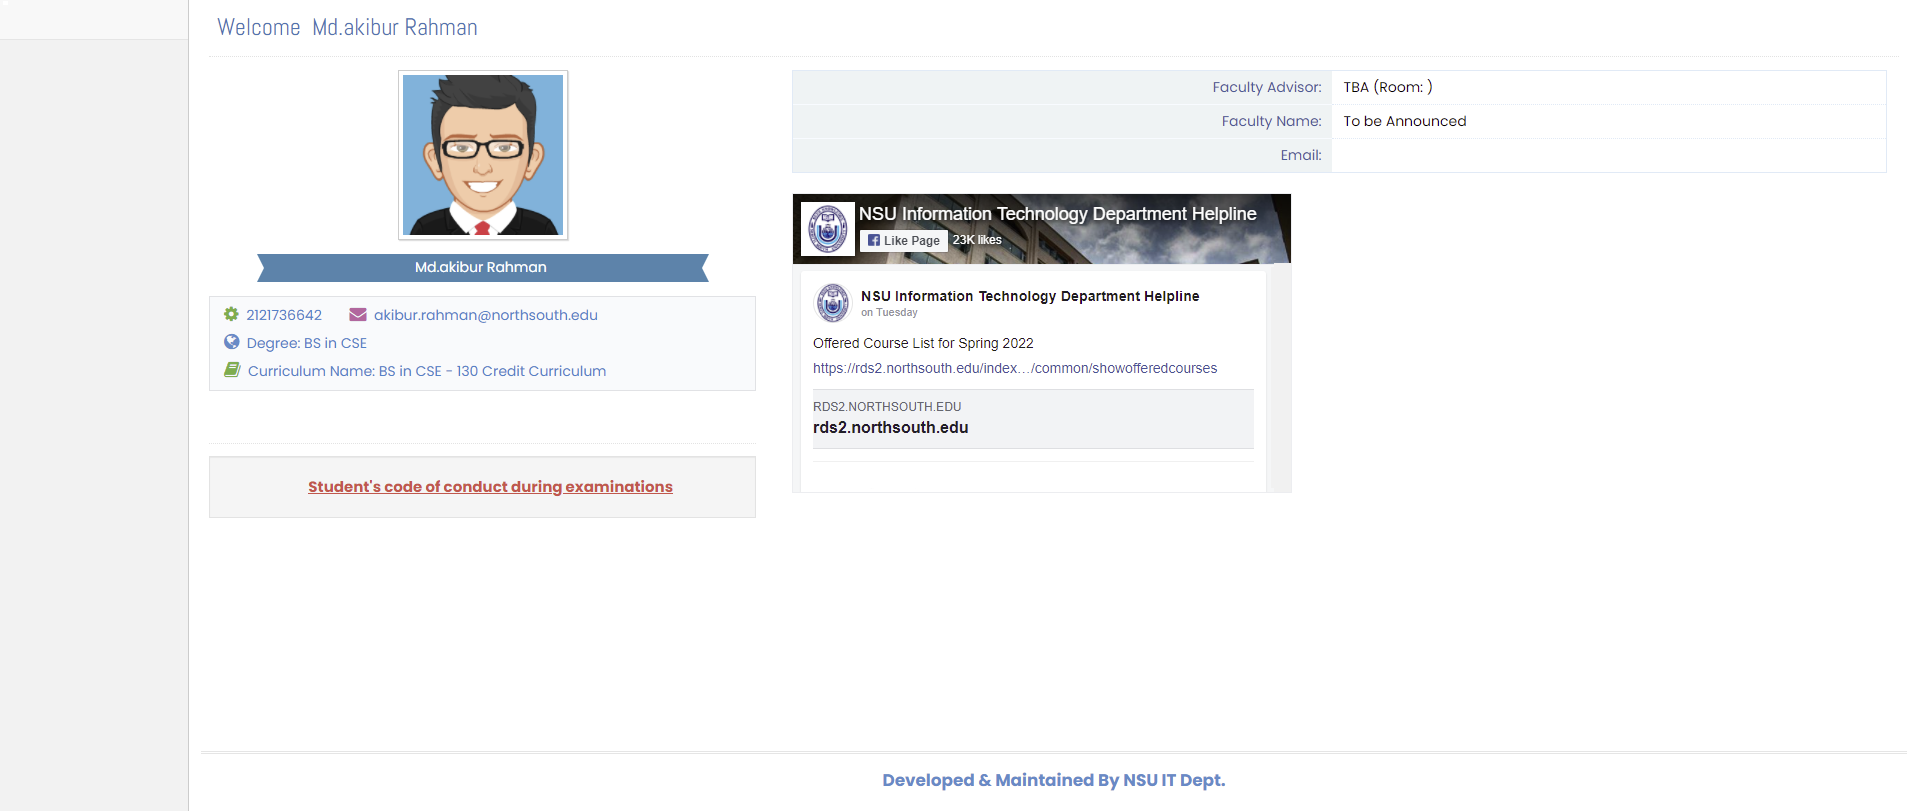 Welcome Md.akibur Rahman
Md.akibur Rahman
2121736642 akibur.rahman@northsouth.edu
Degree: BS in CSE
Curriculum Name: BS in CSE - 130 Credit Curriculum
Student's code of conduct during examinations
Faculty Advisor: TBA (Room: )
Faculty Name: To be Announced
Email:
NSU Information Technology Department Helpline
Like Page 23K likes
NSU Information Technology Department Helpline
on Tuesday
Offered Course List for Spring 2022
https://rds2.northsouth.edu/index.../common/showofferedcourses
RDS2.NORTHSOUTH.EDU
rds2.northsouth.edu
Developed & Maintained By NSU IT Dept.